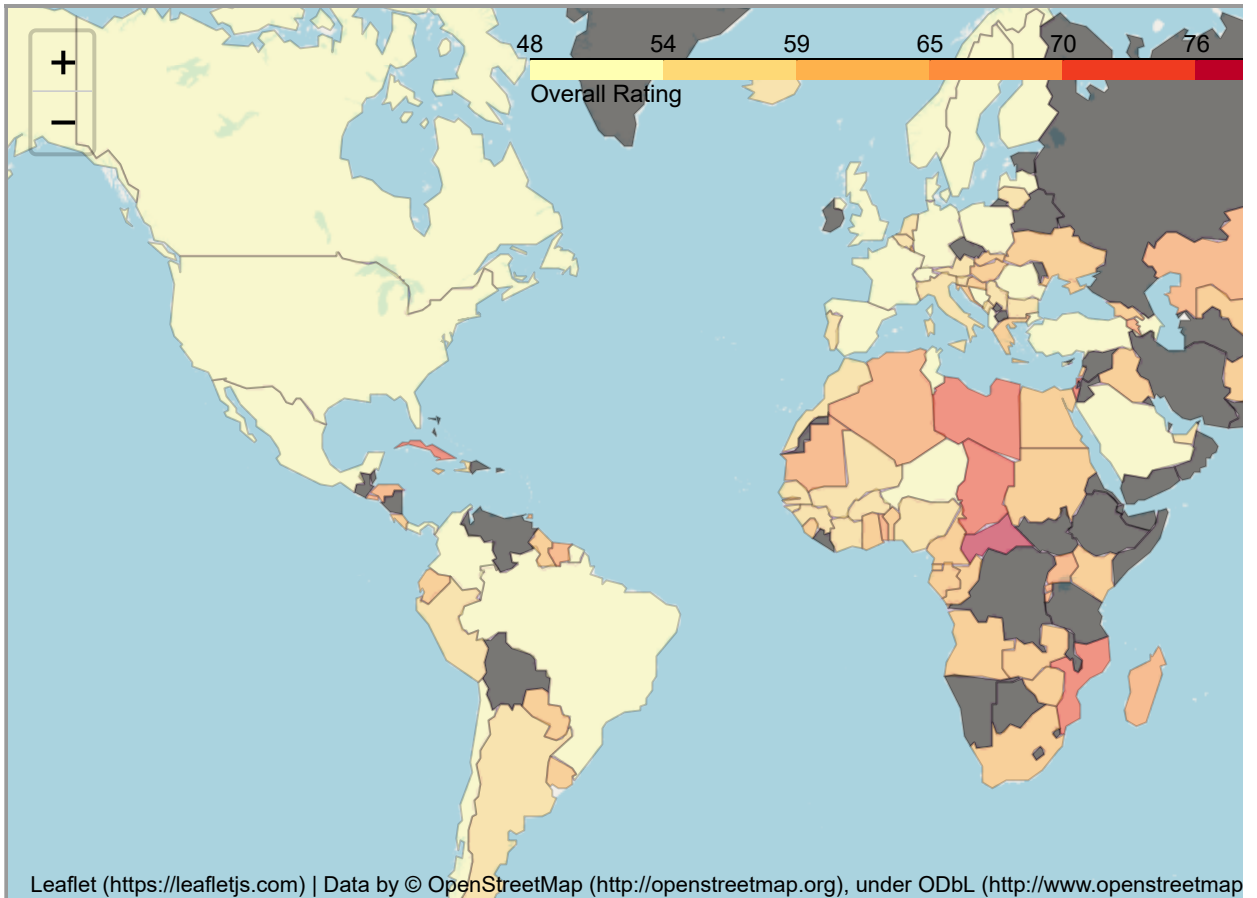 +
−
48 54 59 65 70 76
Overall Rating
Leaflet (https://leafletjs.com) | Data by © OpenStreetMap (http://openstreetmap.org), under ODbL (http://www.openstreetmap